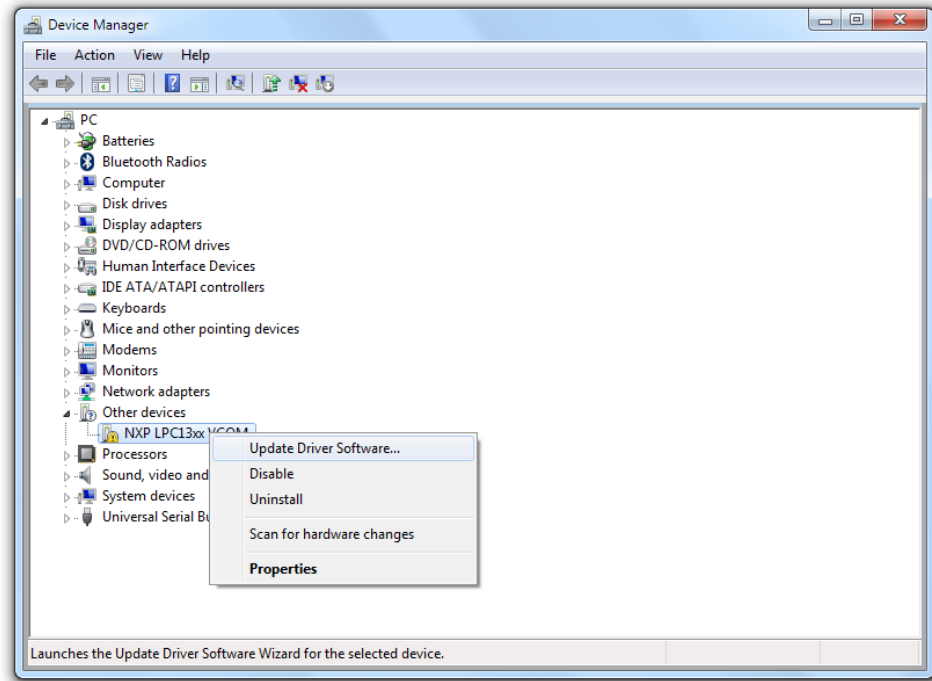 Device Manager
File Action View Help
PC
Batteries
Bluetooth Radios
Computer
Disk drives
Display adapters
DVD/CD-ROM drives
Human Interface Devices
IDE ATA/ATAPI controllers
Keyboards
Mice and other pointing devices
Modems
Monitors
Network adapters
Other devices
NXP LPC13xx VCOM
Update Driver Software...
Processors
Sound, video and
Disable
System devices
Uninstall
Universal Serial
Scan for hardware changes
Properties
Launches the Update Driver Software Wizard for the selected device.